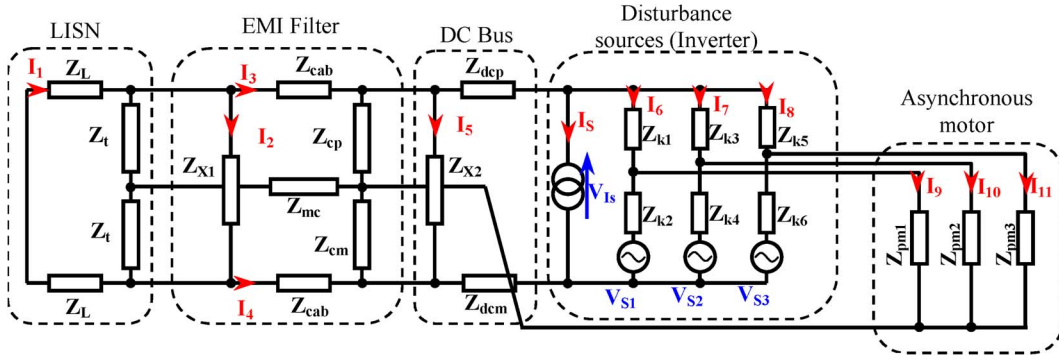 LISN
EMI Filter
DC Bus
Disturbance
sources (Inverter)
Asynchronous
motor
I1
ZL
I3
Zcab
Zdcp
Zt
I2
Zcp
I5
IS
I6
I7
I8
Zk1
Zk3
Zk5
ZX1
ZX2
VIs
I9
I10
I11
Zmc
Zt
Zcm
Zk2
Zk4
Zk6
Zpm1
Zpm2
Zpm3
ZL
I4
Zcab
Zdcm
VS1
VS2
VS3